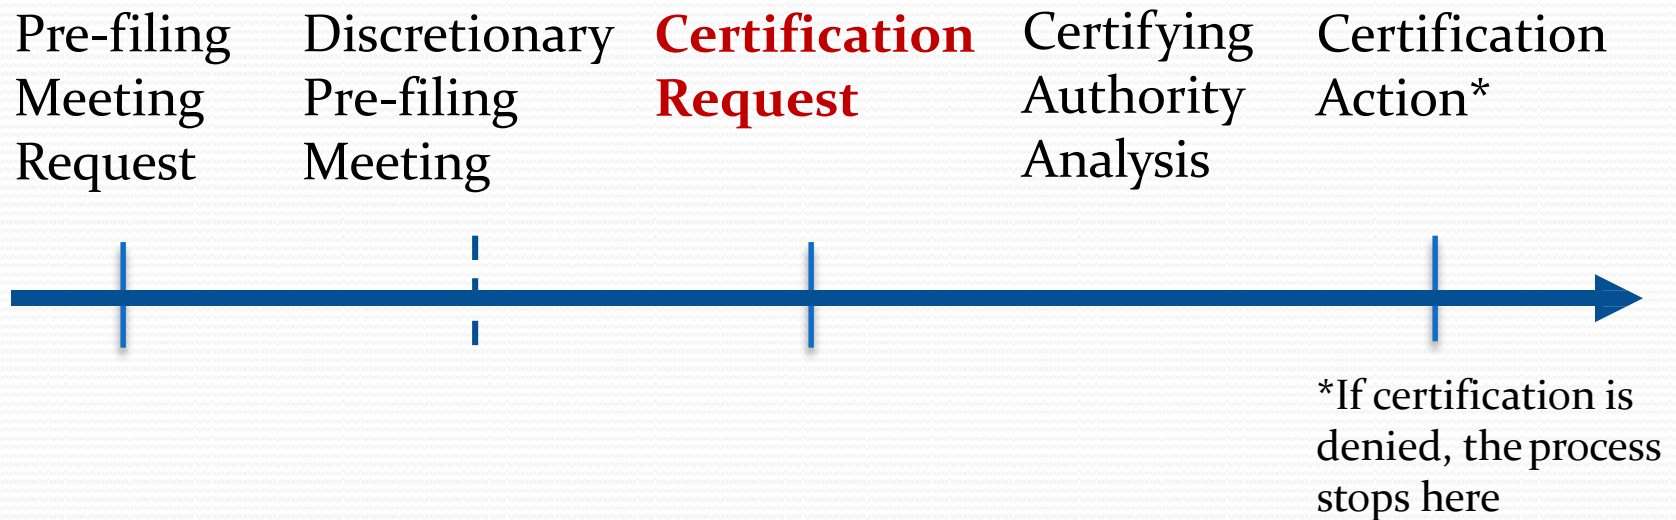 Pre-filing
Meeting
Request
Discretionary
Pre-filing
Meeting
Certification
Request
Certifying
Authority
Analysis
Certification
Action*
*If certification is
denied, the process
stops here